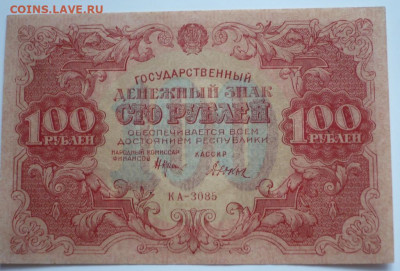 COINS.LAVE.RU
ГОСУДАРСТВЕННЫЙ
ДЕНЕЖНЫЙ ЗНАК
СТО РУБЛЕЙ
100 РУБЛЕЙ
100 РУБЛЕЙ
ОБЕСПЕЧИВАЕТСЯ ВСЕМ
ДОСТОЯНИЕМ РЕСПУБЛИКИ
НАРОДНЫЙ КОМИССАР
ФИНАНСОВ
КАССИР
КА-3085